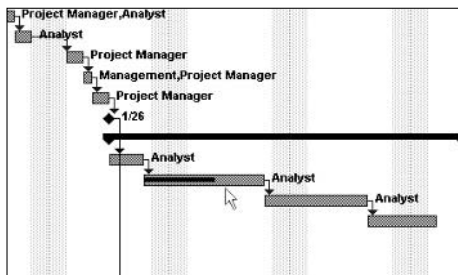 Project Manager,Analyst
Analyst
Project Manager
Management,Project Manager
Project Manager
1/26
Analyst
Analyst
Analyst